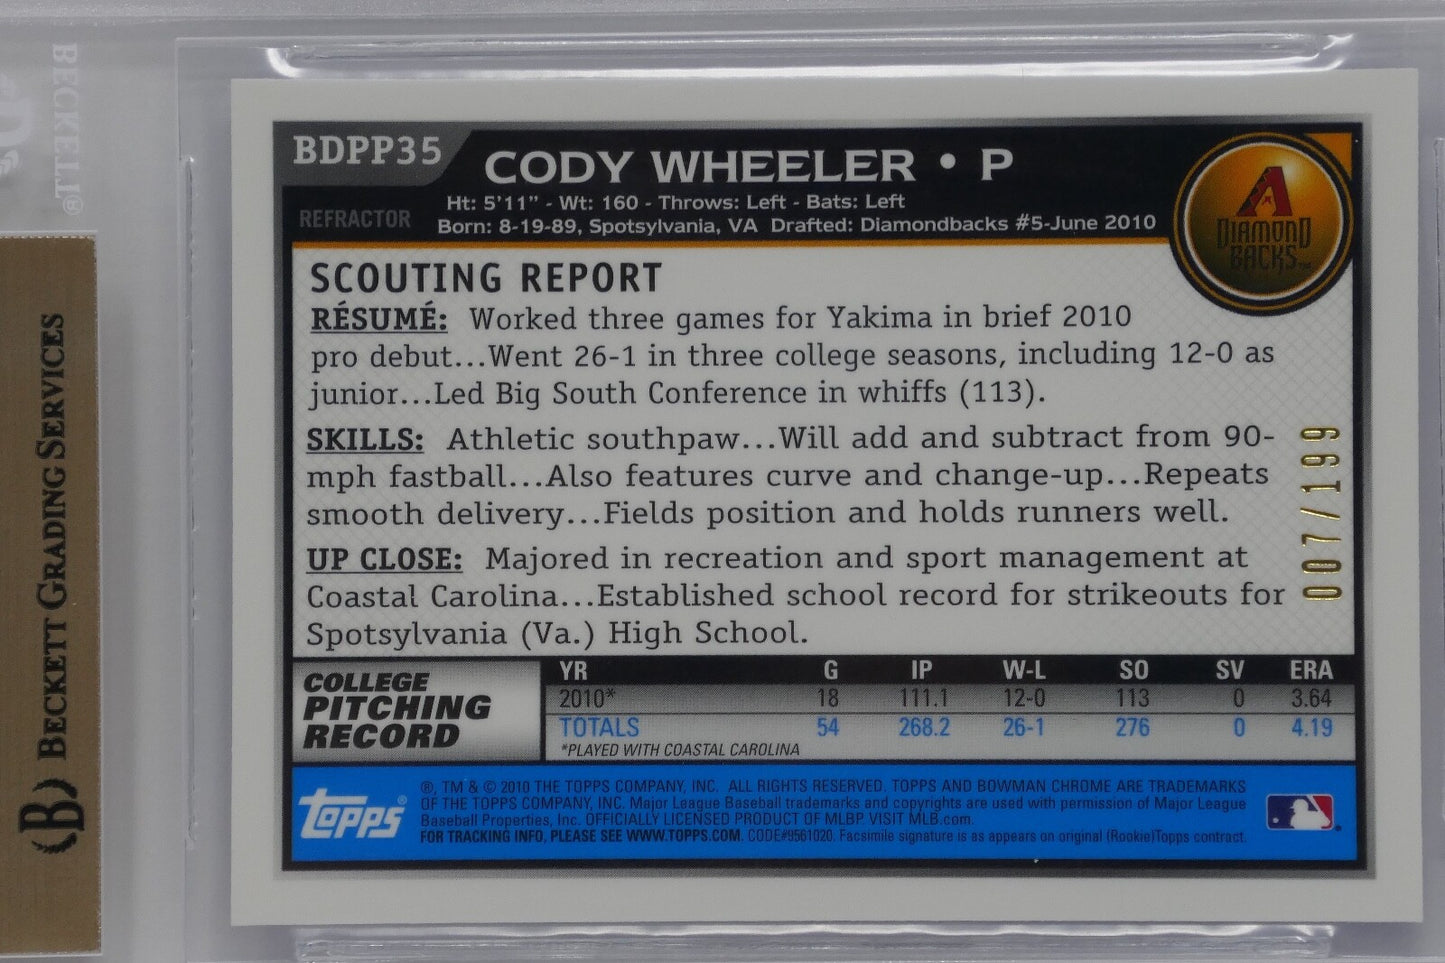 BECKETT®
BECKETT GRADING SERVICES
BDPP35
CODY WHEELER • P
REFRACTOR
Ht: 5'11" - Wt: 160 - Throws: Left - Bats: Left
Born: 8-19-89, Spotsylvania, VA Drafted: Diamondbacks #5-June 2010
A
DIAMOND
BACKS™
SCOUTING REPORT
RÉSUMÉ: Worked three games for Yakima in brief 2010
pro debut...Went 26-1 in three college seasons, including 12-0 as
junior...Led Big South Conference in whiffs (113).
SKILLS: Athletic southpaw...Will add and subtract from 90-
mph fastball...Also features curve and change-up...Repeats
smooth delivery...Fields position and holds runners well.
UP CLOSE: Majored in recreation and sport management at
Coastal Carolina...Established school record for strikeouts for
Spotsylvania (Va.) High School.
007/199
COLLEGE
PITCHING
RECORD
YR G IP W-L SO SV ERA
2010* 18 111.1 12-0 113 0 3.64
TOTALS 54 268.2 26-1 276 0 4.19
*PLAYED WITH COASTAL CAROLINA
topps®
®, TM & © 2010 THE TOPPS COMPANY, INC. ALL RIGHTS RESERVED. TOPPS AND BOWMAN CHROME ARE TRADEMARKS
OF THE TOPPS COMPANY, INC. Major League Baseball trademarks and copyrights are used with permission of Major League
Baseball Properties, Inc. OFFICIALLY LICENSED PRODUCT OF MLBP. VISIT MLB.com.
FOR TRACKING INFO, PLEASE SEE WWW.TOPPS.COM. CODE#9561020. Facsimile signature is as appears on original (Rookie)Topps contract.